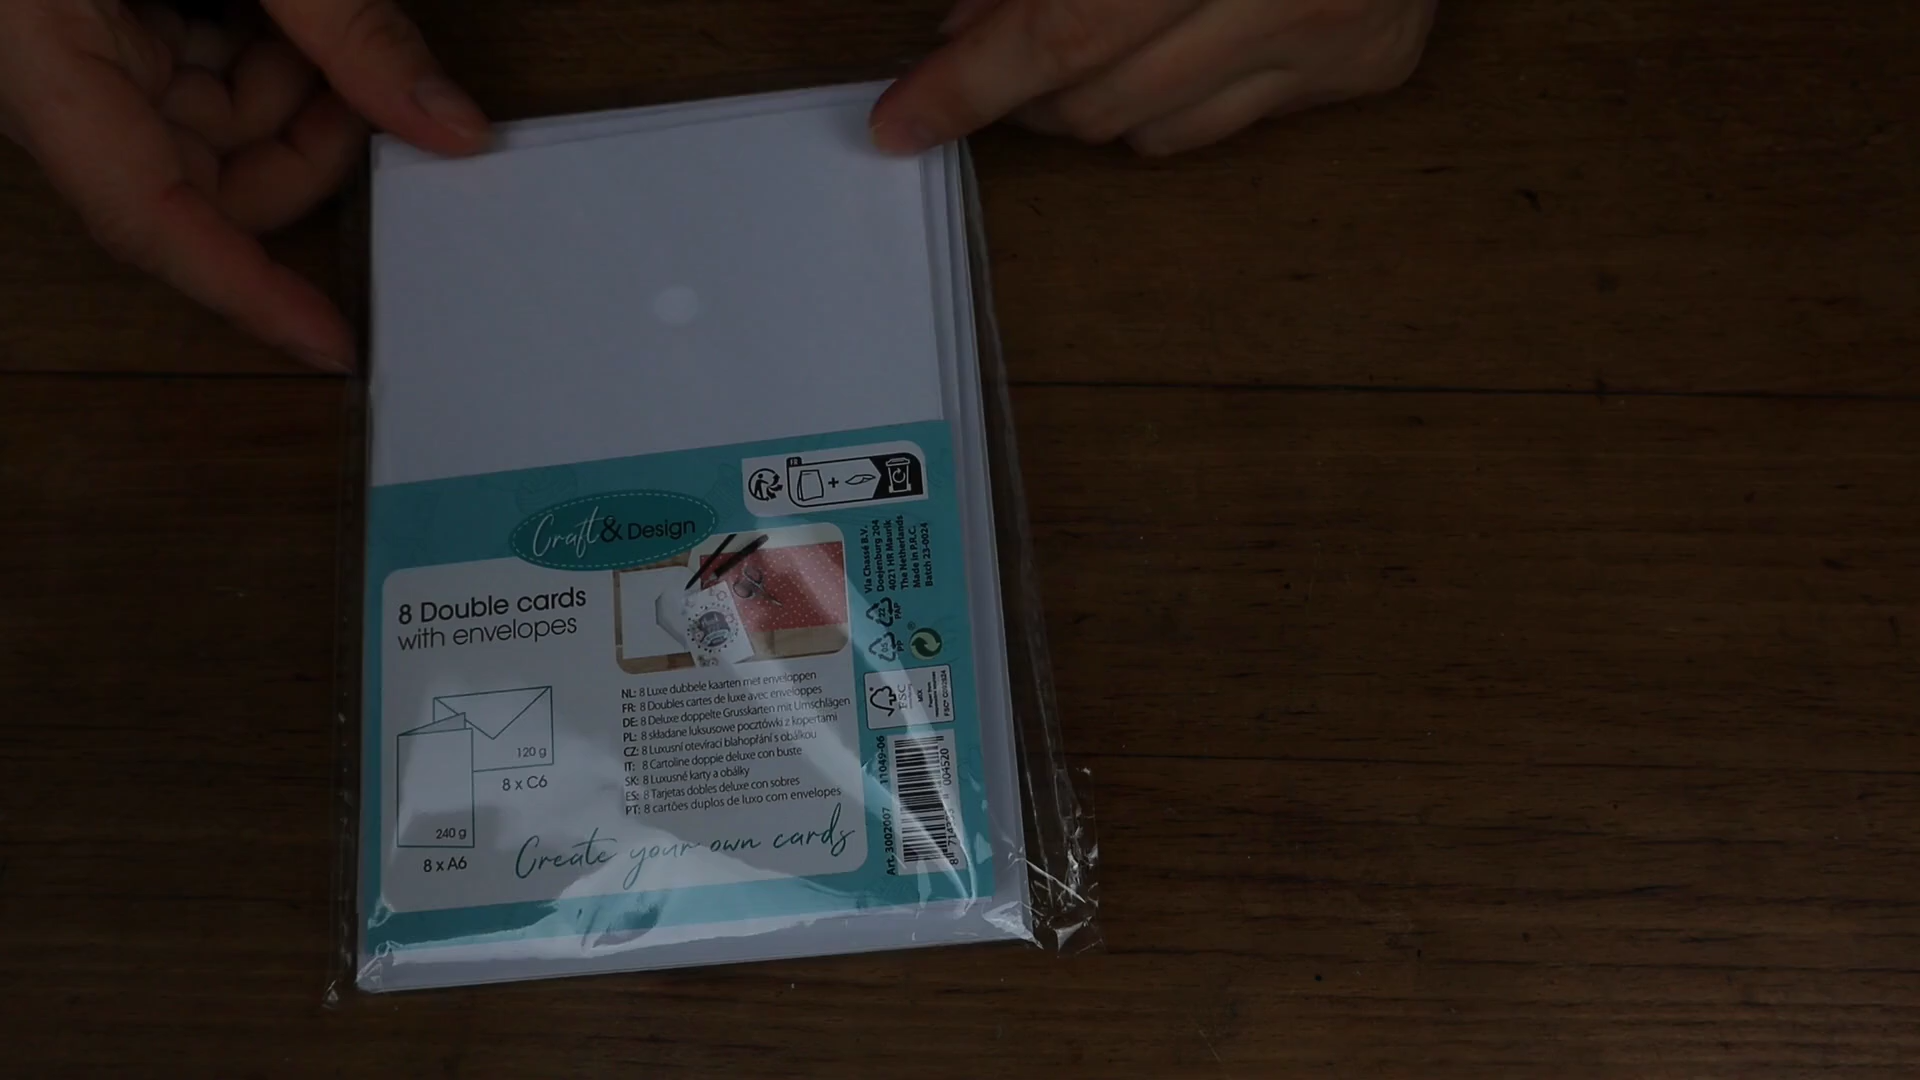 FR
Craft & Design
8 Double cards
with envelopes
120 g
8 x C6
240 g
8 x A6
NL: 8 Luxe dubbele kaarten met enveloppen
FR: 8 Doubles cartes de luxe avec enveloppes
DE: 8 Deluxe doppelte Grusskarten mit Umschlägen
PL: 8 składane luksusowe pocztówki z kopertami
CZ: 8 Luxusní otevírací blahopřání s obálkou
IT: 8 Cartoline doppie deluxe con buste
SK: 8 Luxusné karty a obálky
ES: 8 Tarjetas dobles deluxe con sobres
PT: 8 cartões duplos de luxo com envelopes
Create your own cards
Via Chassé B.V.
Doejenburg 204
4021 HR Maurik
The Netherlands
Made in P.R.C.
Batch 23-0024
05
PP
22
PAP
FSC
MIX
Art. 3002007
11049-06